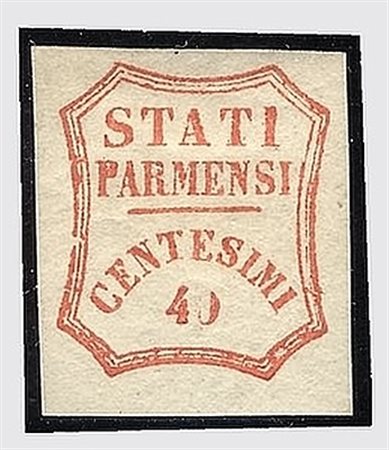 STATI
PARMENSI
CENTESIMI
40